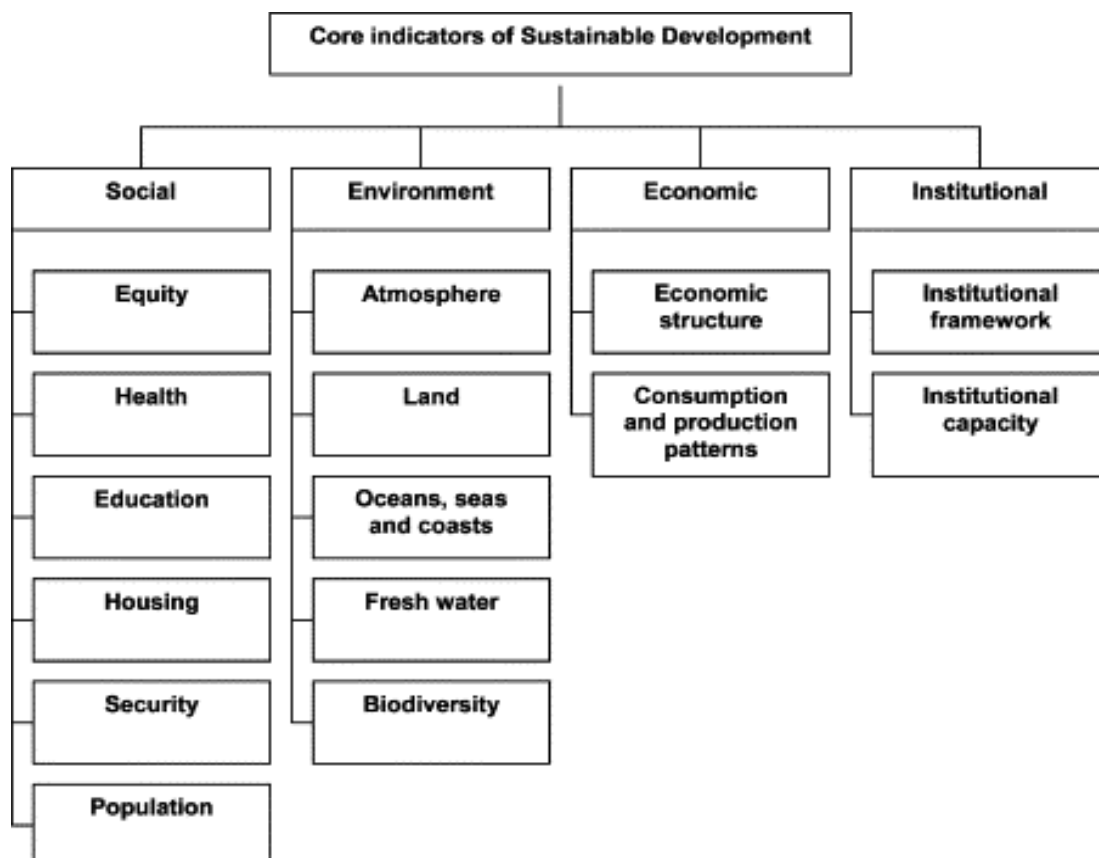 Core indicators of Sustainable Development
Social
Environment
Economic
Institutional
Equity
Atmosphere
Economic
structure
Institutional
framework
Health
Land
Consumption
and production
patterns
Institutional
capacity
Education
Oceans, seas
and coasts
Housing
Fresh water
Security
Biodiversity
Population